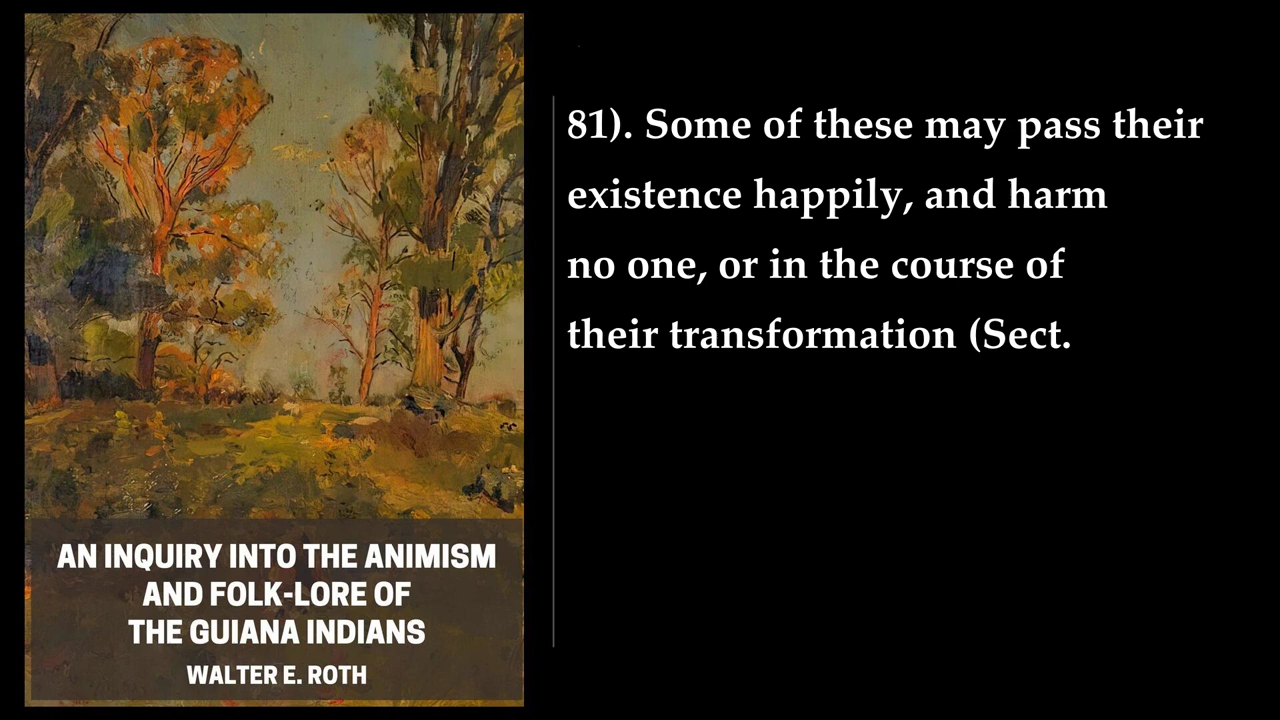 81). Some of these may pass their
existence happily, and harm
no one, or in the course of
their transformation (Sect.
AN INQUIRY INTO THE ANIMISM
AND FOLK-LORE OF
THE GUIANA INDIANS
WALTER E. ROTH